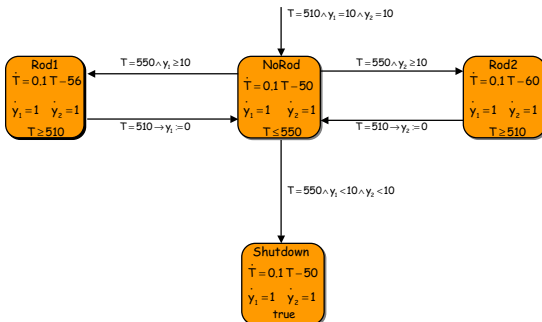 T=510∧y₁=10∧y₂=10
Rod1
Ṫ=0,1 T−56
ẏ₁=1 ẏ₂=1
T≥510
T=550∧y₁≥10
T=510→y₁:=0
NoRod
Ṫ=0,1 T−50
ẏ₁=1 ẏ₂=1
T≤550
T=550∧y₂≥10
T=510→y₂:=0
Rod2
Ṫ=0,1 T−60
ẏ₁=1 ẏ₂=1
T≥510
T=550∧y₁<10∧y₂<10
Shutdown
Ṫ=0,1 T−50
ẏ₁=1 ẏ₂=1
true